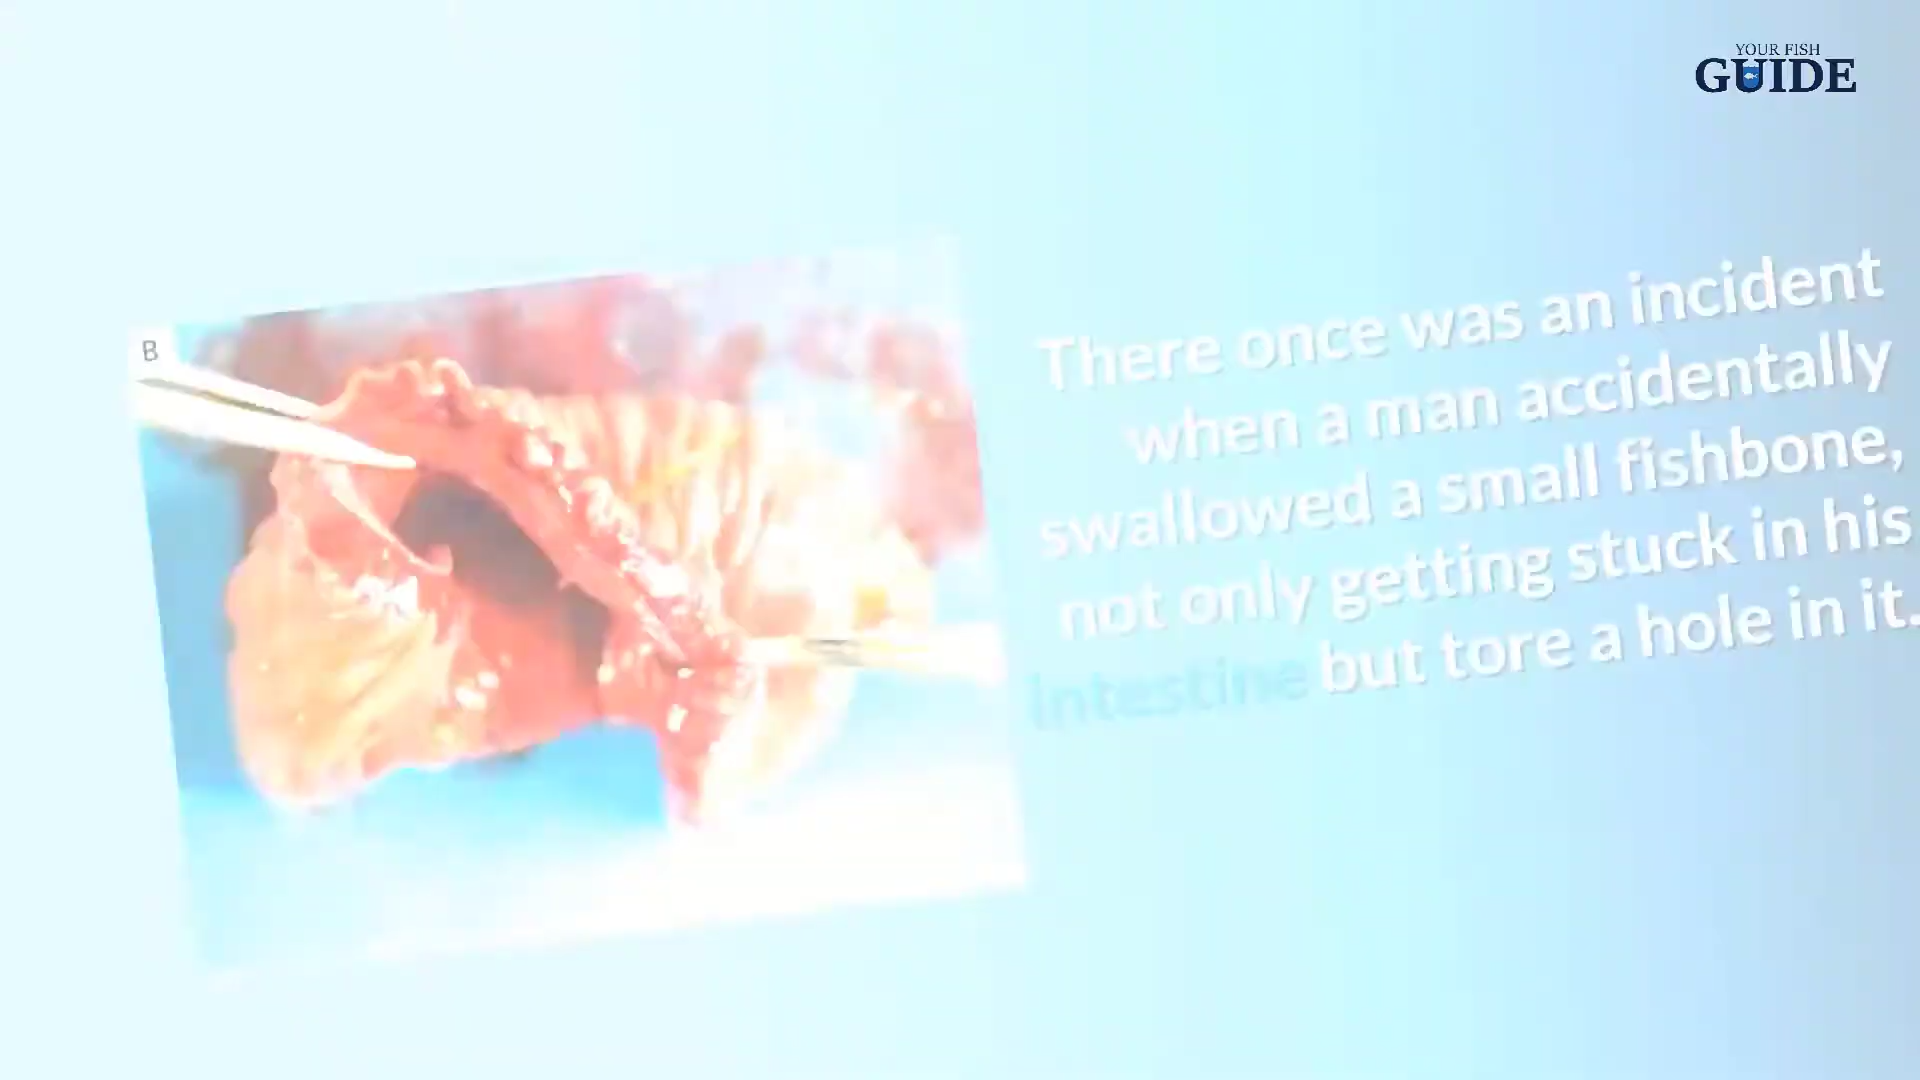 YOUR FISH
GUIDE
B
There once was an incident
when a man accidentally
swallowed a small fishbone,
not only getting stuck in his
intestine but tore a hole in it.